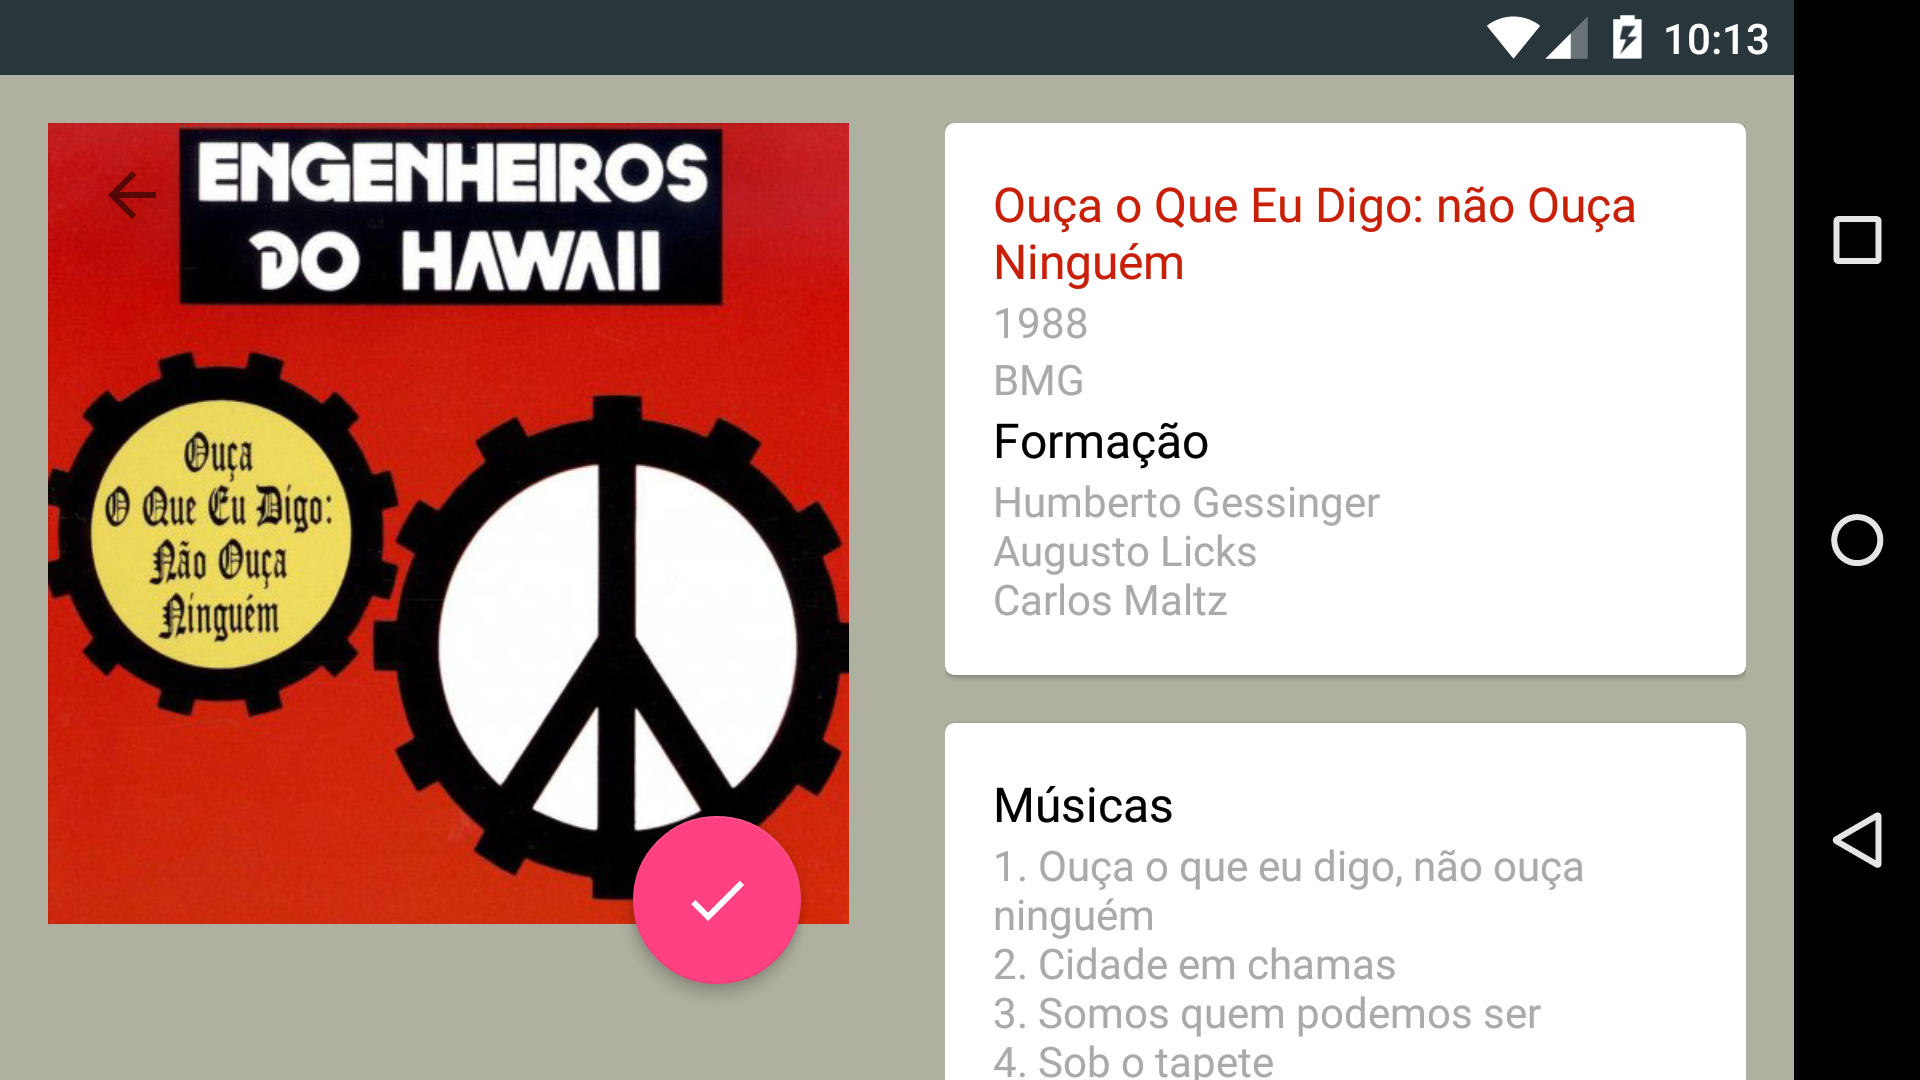 10:13
ENGENHEIROS
DO HAWAII
Ouça
O Que Eu Digo:
Não Ouça
Ninguém
Ouça o Que Eu Digo: não Ouça
Ninguém
1988
BMG
Formação
Humberto Gessinger
Augusto Licks
Carlos Maltz
Músicas
1. Ouça o que eu digo, não ouça
ninguém
2. Cidade em chamas
3. Somos quem podemos ser
4. Sob o tapete